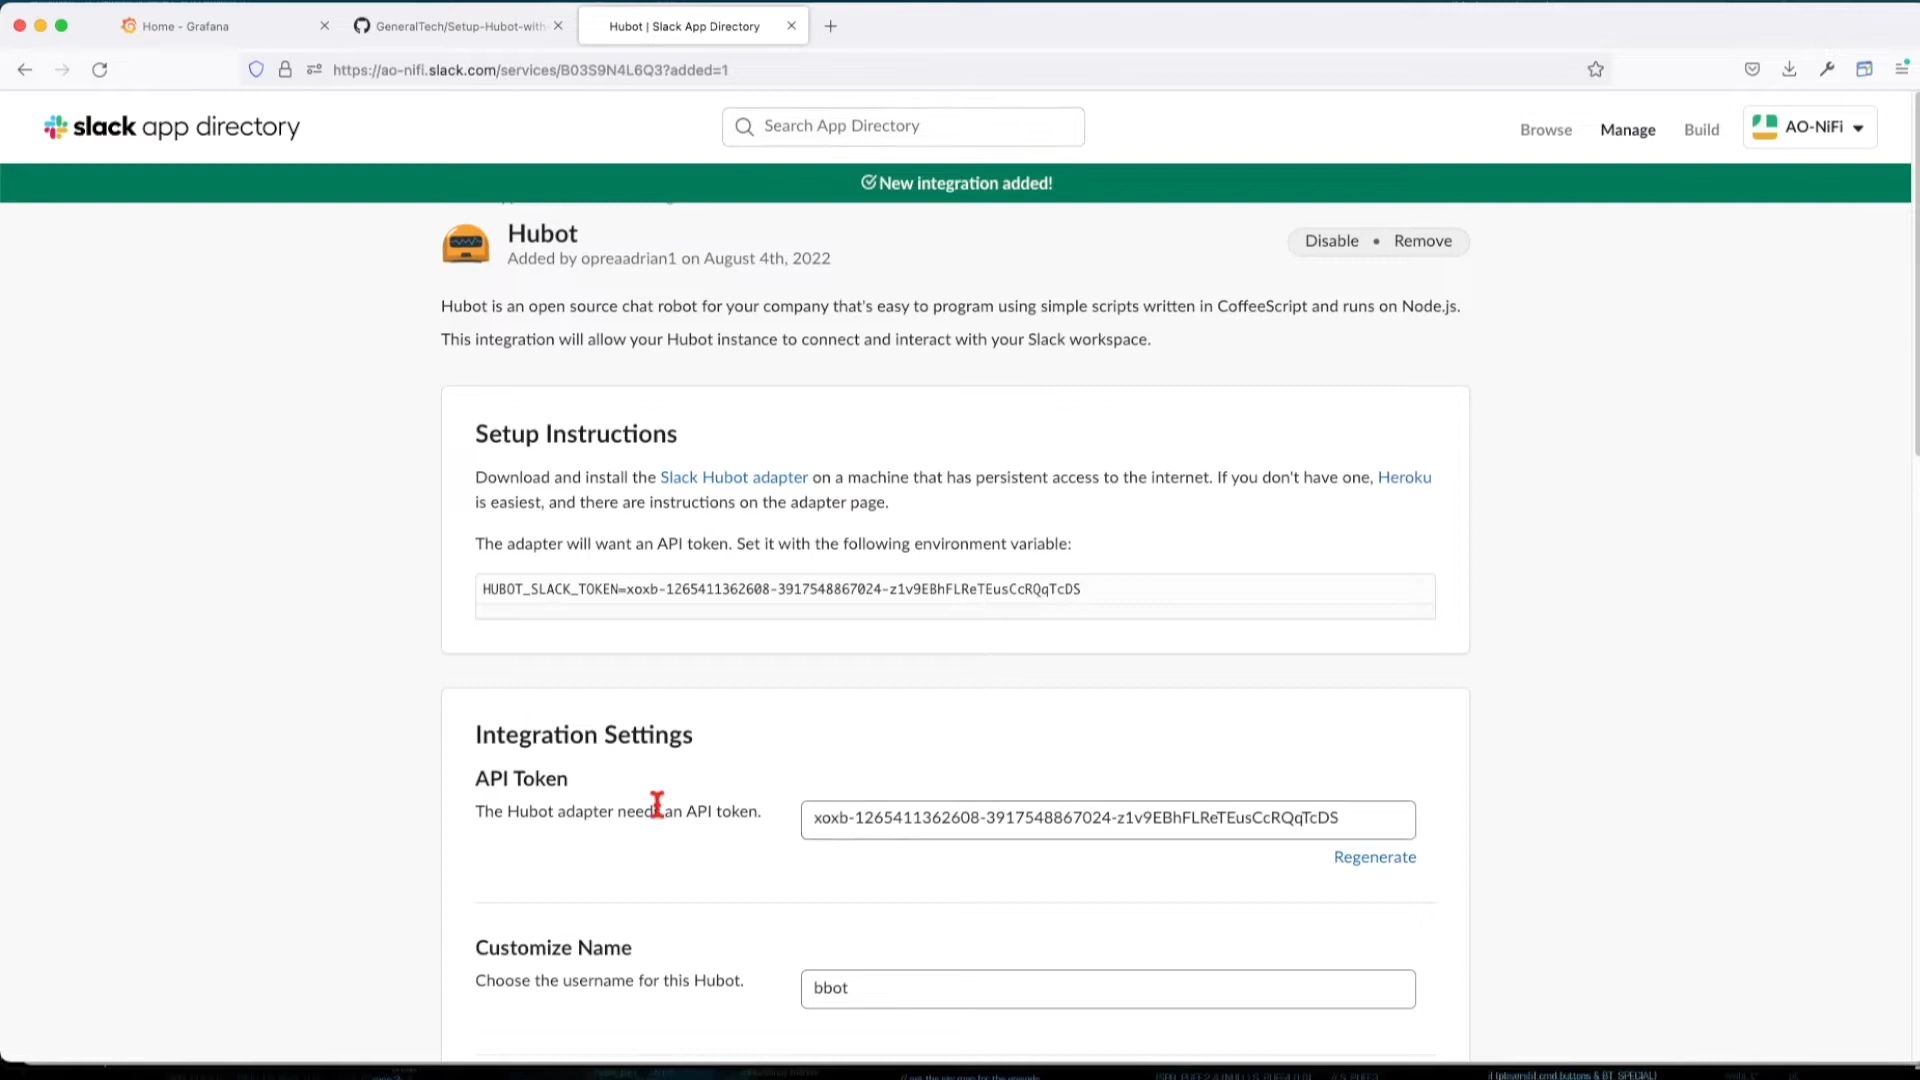 Home - Grafana
GeneralTech/Setup-Hubot-with-
Hubot | Slack App Directory
https://ao-nifi.slack.com/services/B03S9N4L6Q3?added=1
slack app directory
Search App Directory
Browse
Manage
Build
AO-NiFi
New integration added!
Hubot
Added by opreaadrian1 on August 4th, 2022
Disable • Remove
Hubot is an open source chat robot for your company that's easy to program using simple scripts written in CoffeeScript and runs on Node.js.
This integration will allow your Hubot instance to connect and interact with your Slack workspace.
Setup Instructions
Download and install the Slack Hubot adapter on a machine that has persistent access to the internet. If you don't have one, Heroku
is easiest, and there are instructions on the adapter page.
The adapter will want an API token. Set it with the following environment variable:
HUBOT_SLACK_TOKEN=xoxb-1265411362608-3917548867024-z1v9EBhFLReTEusCcRQqTcDS
Integration Settings
API Token
The Hubot adapter needs an API token.
xoxb-1265411362608-3917548867024-z1v9EBhFLReTEusCcRQqTcDS
Regenerate
Customize Name
Choose the username for this Hubot.
bbot